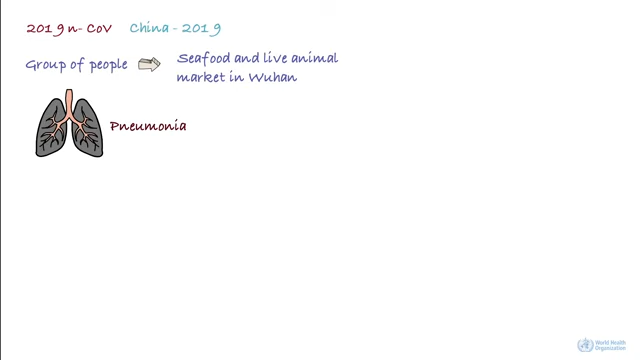 2019 n-CoV China - 2019
Group of people
Seafood and live animal
market in Wuhan
Pneumonia
World Health
Organization